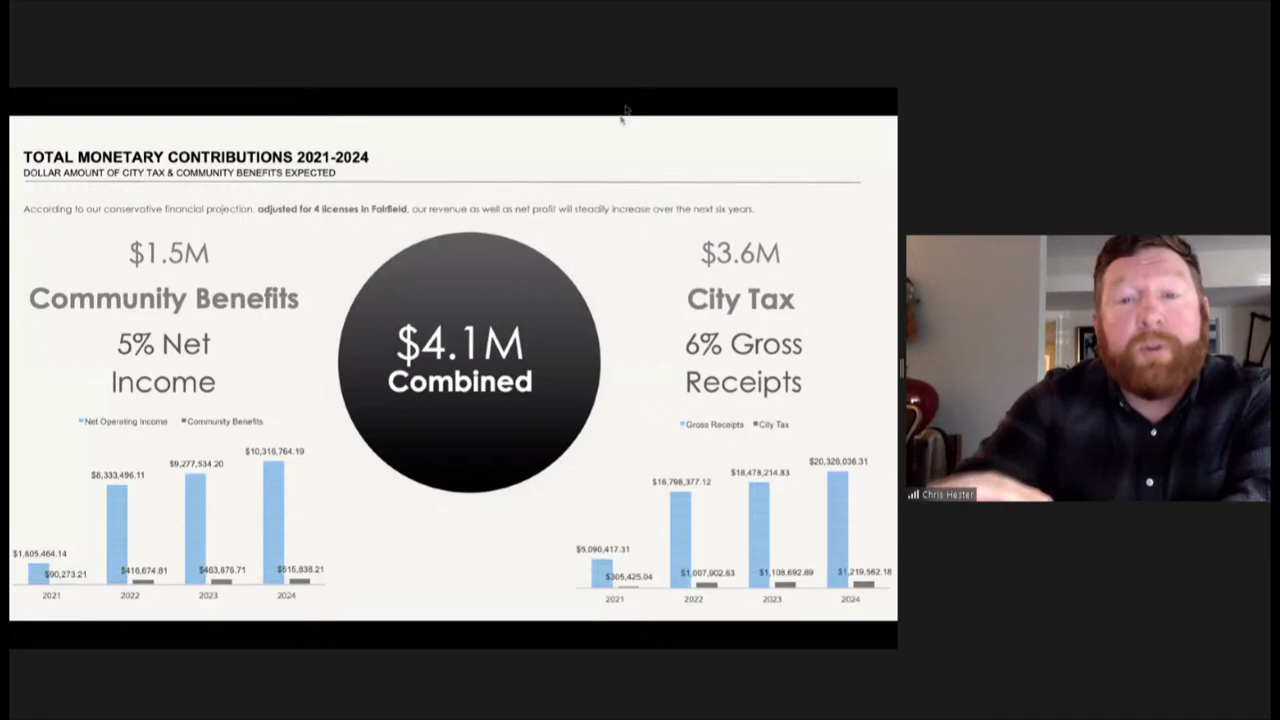 TOTAL MONETARY CONTRIBUTIONS 2021-2024
DOLLAR AMOUNT OF CITY TAX & COMMUNITY BENEFITS EXPECTED
According to our conservative financial projection, adjusted for 4 licenses in Fairfield, our revenue as well as net profit will steadily increase over the next six years.
$1.5M
Community Benefits
5% Net
Income
Net Operating Income Community Benefits
$10,316,764.19
$9,277,534.20
$8,333,496.11
$1,805,464.14
$90,273.21
$416,674.81
$463,876.71
$515,838.21
2021 2022 2023 2024
$4.1M
Combined
$3.6M
City Tax
6% Gross
Receipts
Gross Receipts City Tax
$20,326,036.31
$18,478,214.83
$16,798,377.12
$5,090,417.31
$305,425.04
$1,007,902.63
$1,108,692.89
$1,219,562.18
2021 2022 2023 2024
Chris Hester